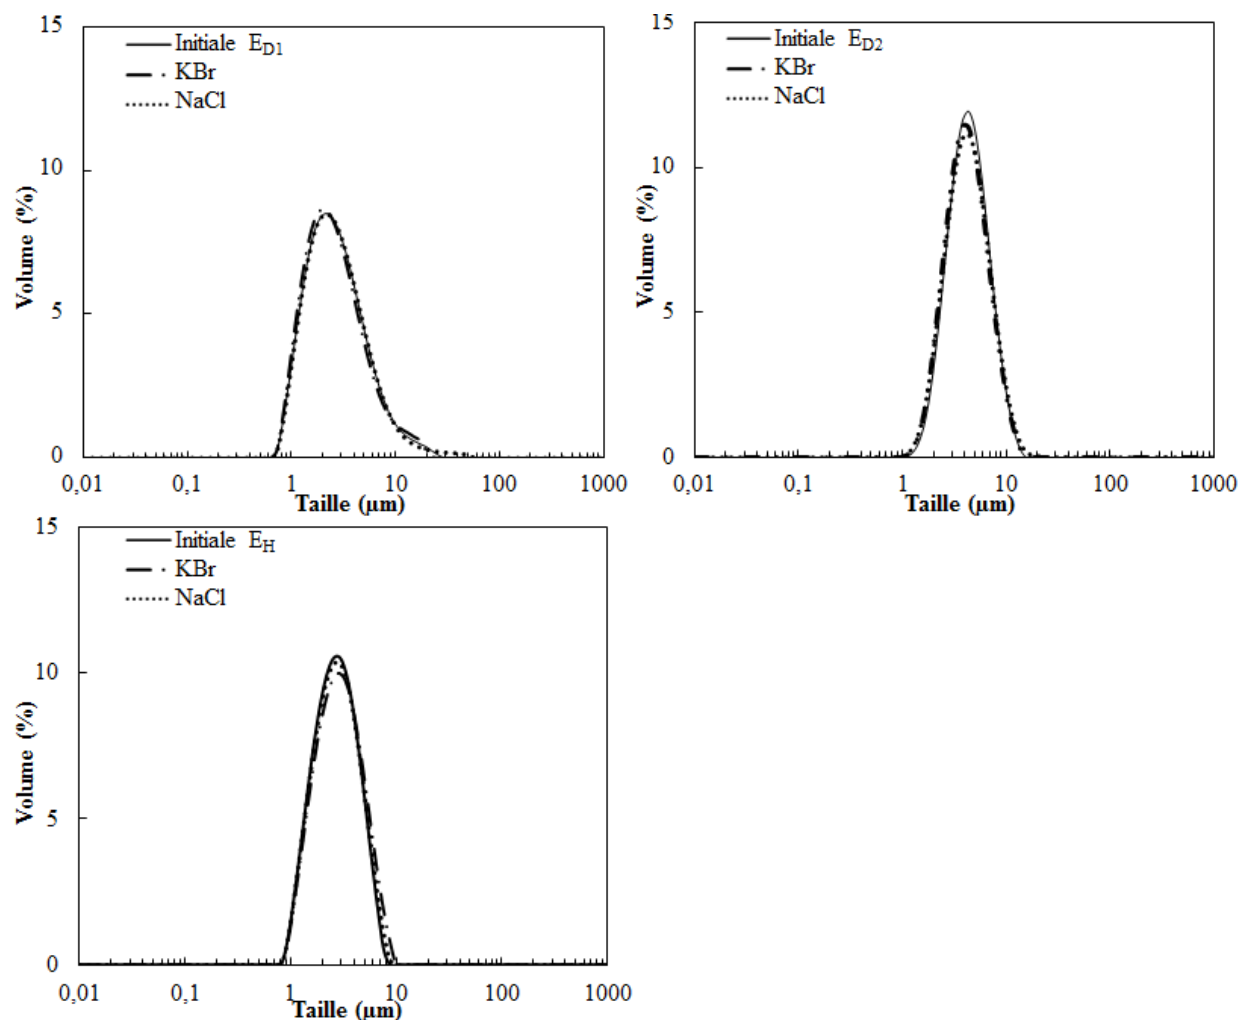 15
Initiale E_D1
KBr
NaCl
10
Volume (%)
5
0
0,01 0,1 1 10 100 1000
Taille (µm)
15
Initiale E_D2
KBr
NaCl
10
Volume (%)
5
0
0,01 0,1 1 10 100 1000
Taille (µm)
15
Initiale E_H
KBr
NaCl
10
Volume (%)
5
0
0,01 0,1 1 10 100 1000
Taille (µm)